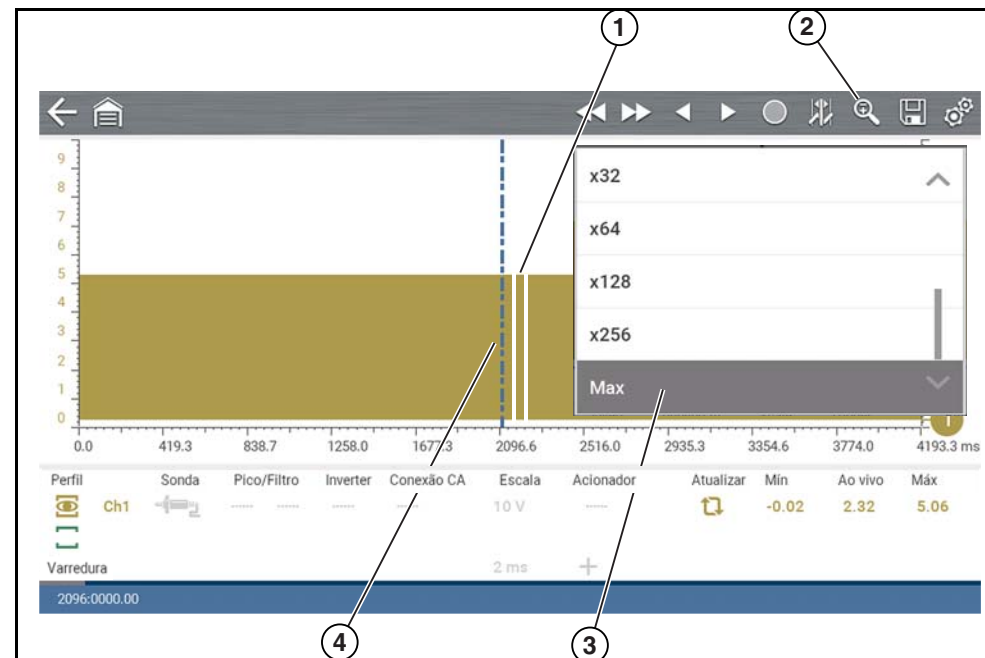 1
2
9
8
7
6
5
4
3
2
1
0
x32
x64
x128
x256
Max
0.0 419.3 838.7 1258.0 1677.3 2096.6 2516.0 2935.3 3354.6 3774.0 4193.3 ms
Perfil Sonda Pico/Filtro Inverter Conexão CA Escala Acionador Atualizar Mín Ao vivo Máx
Ch1 10 V -0.02 2.32 5.06
Varredura 2 ms
2096:0000.00
4
3